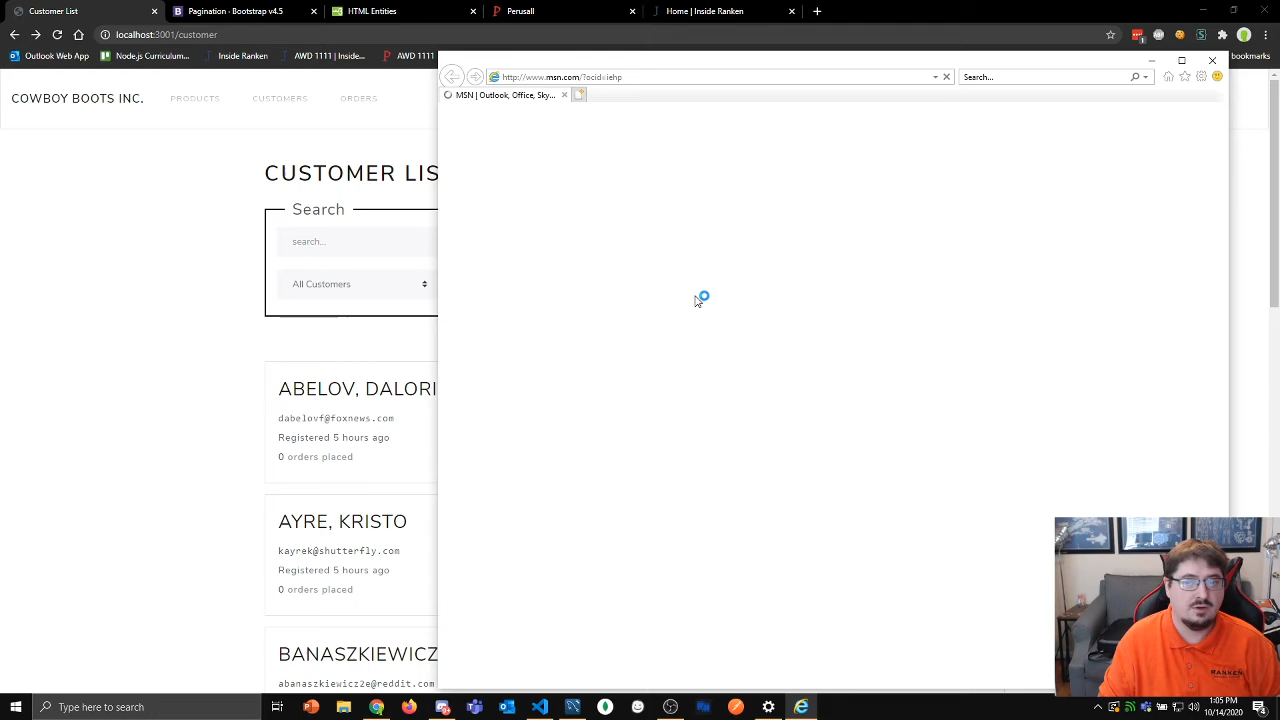 Customer List
Pagination - Bootstrap v4.5
HTML Entities
Perusall
Home | Inside Ranken
localhost:3001/customer
Outlook Web App
Node.js Curriculum...
Inside Ranken
AWD 1111 | Inside...
AWD 1111
bookmarks
http://www.msn.com/?ocid=iehp
Search...
MSN | Outlook, Office, Sky...
COWBOY BOOTS INC.
PRODUCTS
CUSTOMERS
ORDERS
CUSTOMER LIS
Search
search...
All Customers
ABELOV, DALORI
dabelovf@foxnews.com
Registered 5 hours ago
0 orders placed
AYRE, KRISTO
kayrek@shutterfly.com
Registered 5 hours ago
0 orders placed
BANASZKIEWICZ
abanaszkiewicz2e@reddit.com
RANKEN
Type here to search
1:05 PM
10/14/2020